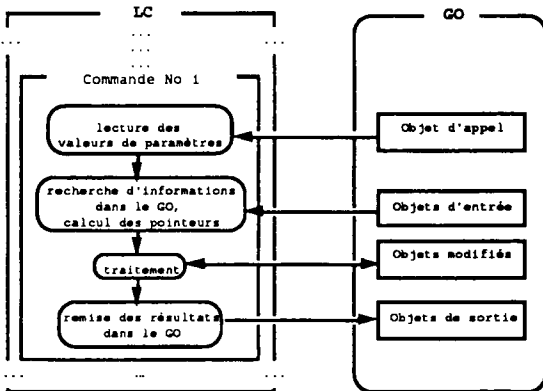 LC
GO
...
...
...
...
...
Commande No i
lecture des
valeurs de paramètres
Objet d'appel
recherche d'informations
dans le GO,
calcul des pointeurs
Objets d'entrée
traitement
Objets modifiés
remise des résultats
dans le GO
Objets de sortie
...
...
...